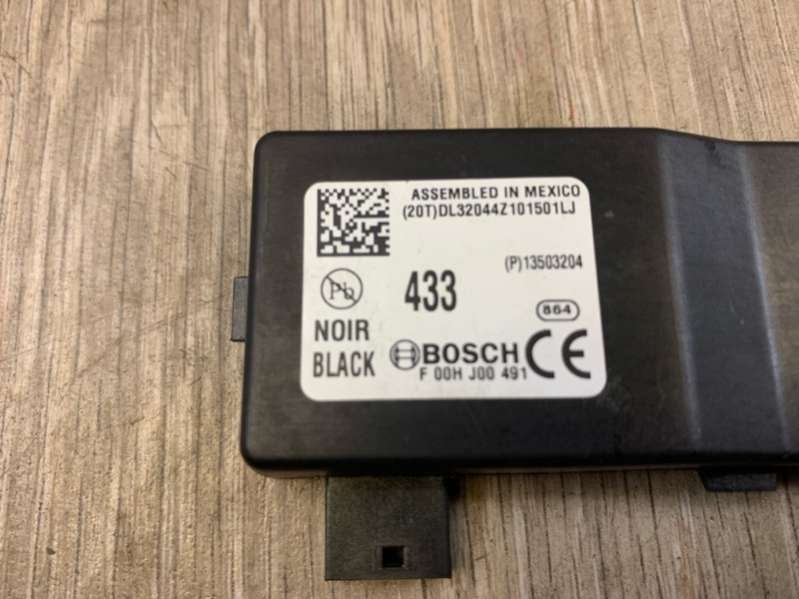 ASSEMBLED IN MEXICO
(20T)DL32044Z101501LJ
(P)13503204
Pb
433
864
NOIR
BLACK
BOSCH CE
F 00H J00 491